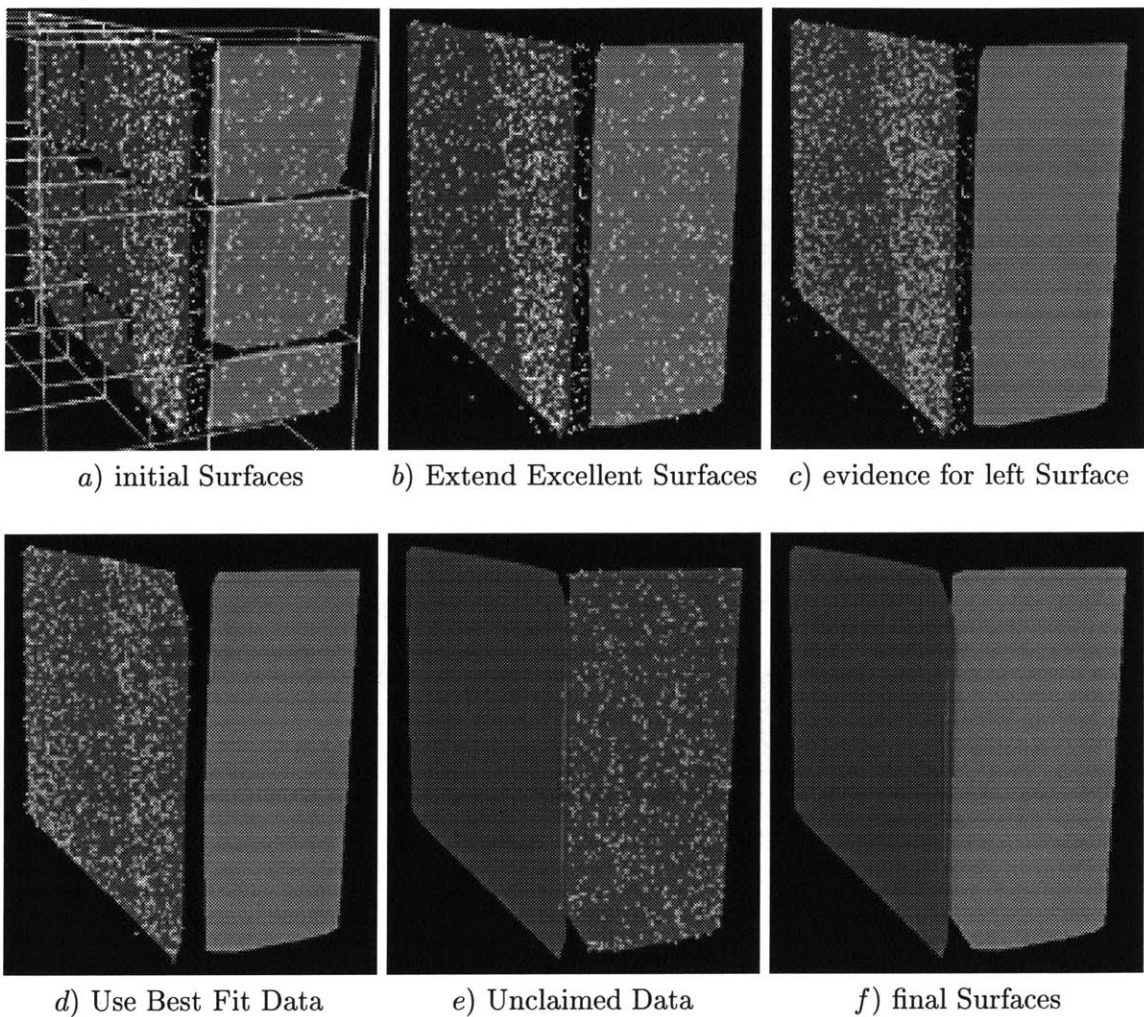 a) initial Surfaces
b) Extend Excellent Surfaces
c) evidence for left Surface
d) Use Best Fit Data
e) Unclaimed Data
f) final Surfaces